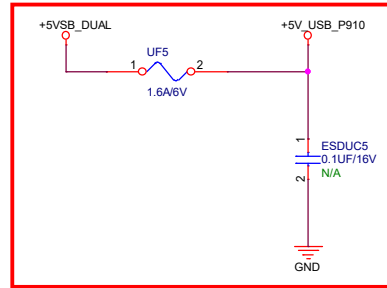 +5VSB_DUAL
+5V_USB_P910
UF5
1
2
1.6A/6V
1
ESDUC5
0.1UF/16V
2
N/A
GND